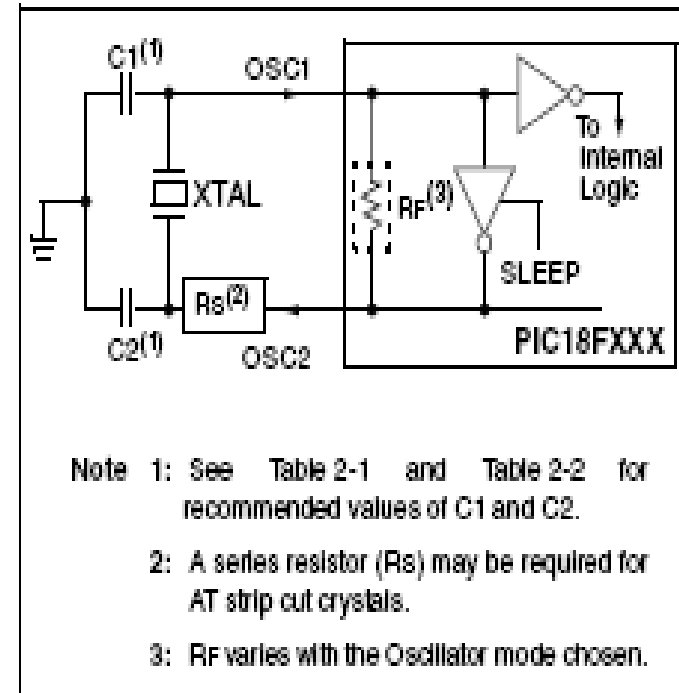 C1(1)
OSC1
To
Internal
Logic
XTAL
RF(3)
SLEEP
RS(2)
C2(1)
OSC2
PIC18FXXX
Note 1: See Table 2-1 and Table 2-2 for
recommended values of C1 and C2.
2: A series resistor (RS) may be required for
AT strip cut crystals.
3: RF varies with the Oscillator mode chosen.